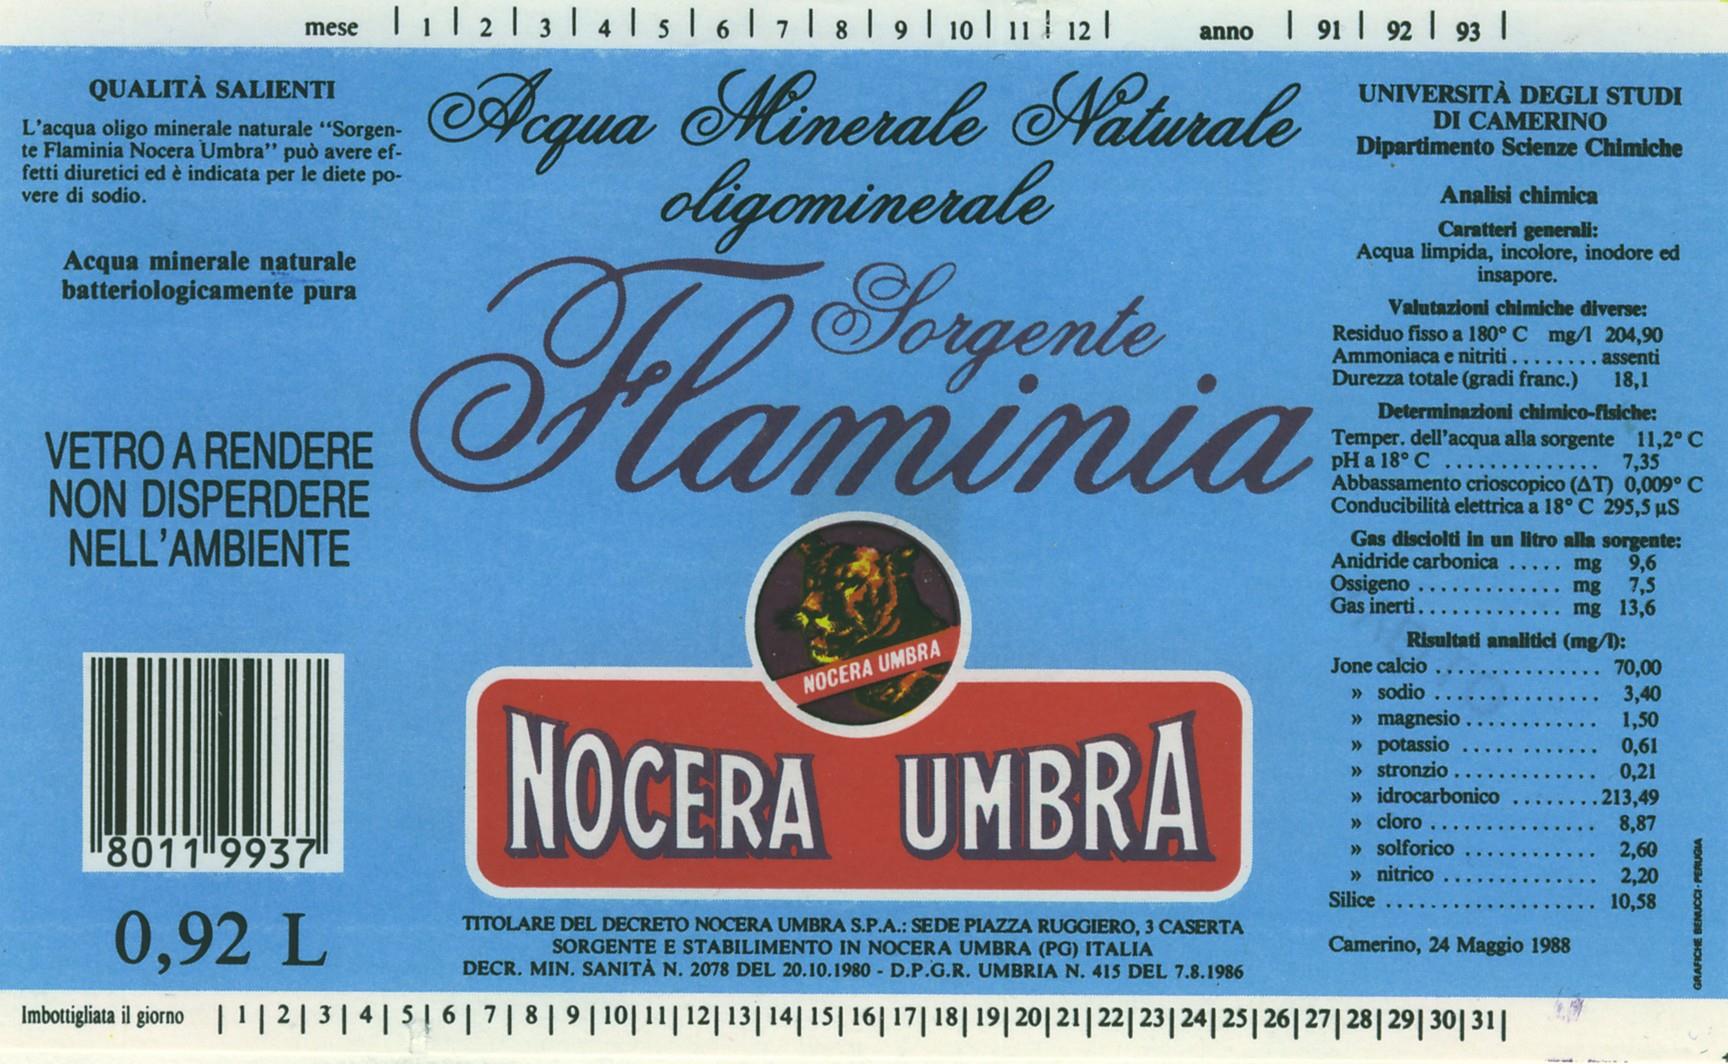 mese | 1 | 2 | 3 | 4 | 5 | 6 | 7 | 8 | 9 | 10 | 11 | 12 | anno | 91 | 92 | 93 |
QUALITÀ SALIENTI
L'acqua oligo minerale naturale “Sorgen-
te Flaminia Nocera Umbra” può avere ef-
fetti diuretici ed è indicata per le diete po-
vere di sodio.
Acqua minerale naturale
batteriologicamente pura
VETRO A RENDERE
NON DISPERDERE
NELL'AMBIENTE
80119937
0,92 L
Acqua Minerale Naturale
oligominerale
Sorgente
Flaminia
NOCERA UMBRA
NOCERA UMBRA
TITOLARE DEL DECRETO NOCERA UMBRA S.P.A.: SEDE PIAZZA RUGGIERO, 3 CASERTA
SORGENTE E STABILIMENTO IN NOCERA UMBRA (PG) ITALIA
DECR. MIN. SANITÀ N. 2078 DEL 20.10.1980 - D.P.G.R. UMBRIA N. 415 DEL 7.8.1986
UNIVERSITÀ DEGLI STUDI
DI CAMERINO
Dipartimento Scienze Chimiche
Analisi chimica
Caratteri generali:
Acqua limpida, incolore, inodore ed
insapore.
Valutazioni chimiche diverse:
Residuo fisso a 180° C mg/l 204,90
Ammoniaca e nitriti ........ assenti
Durezza totale (gradi franc.) 18,1
Determinazioni chimico-fisiche:
Temper. dell'acqua alla sorgente 11,2° C
pH a 18° C .............. 7,35
Abbassamento crioscopico (ΔT) 0,009° C
Conducibilità elettrica a 18° C 295,5 µS
Gas disciolti in un litro alla sorgente:
Anidride carbonica ..... mg 9,6
Ossigeno ............. mg 7,5
Gas inerti ............. mg 13,6
Risultati analitici (mg/l):
Jone calcio ............... 70,00
» sodio ............... 3,40
» magnesio ............ 1,50
» potassio ............ 0,61
» stronzio ............. 0,21
» idrocarbonico ........ 213,49
» cloro ............... 8,87
» solforico ............ 2,60
» nitrico .............. 2,20
Silice ................... 10,58
Camerino, 24 Maggio 1988
GRAFICHE BENUCCI - PERUGIA
Imbottigliata il giorno | 1 | 2 | 3 | 4 | 5 | 6 | 7 | 8 | 9 | 10 | 11 | 12 | 13 | 14 | 15 | 16 | 17 | 18 | 19 | 20 | 21 | 22 | 23 | 24 | 25 | 26 | 27 | 28 | 29 | 30 | 31 |